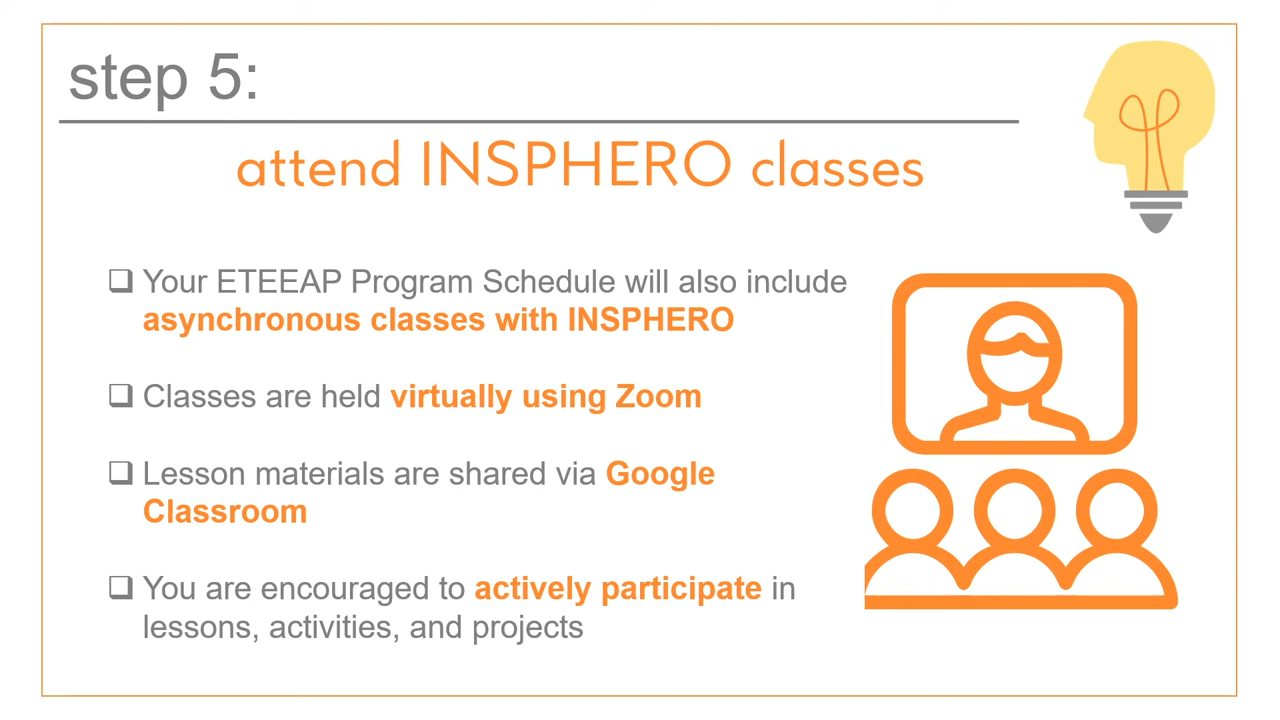 step 5:
attend INSPHERO classes
❑ Your ETEEAP Program Schedule will also include
asynchronous classes with INSPHERO
❑ Classes are held virtually using Zoom
❑ Lesson materials are shared via Google
Classroom
❑ You are encouraged to actively participate in
lessons, activities, and projects